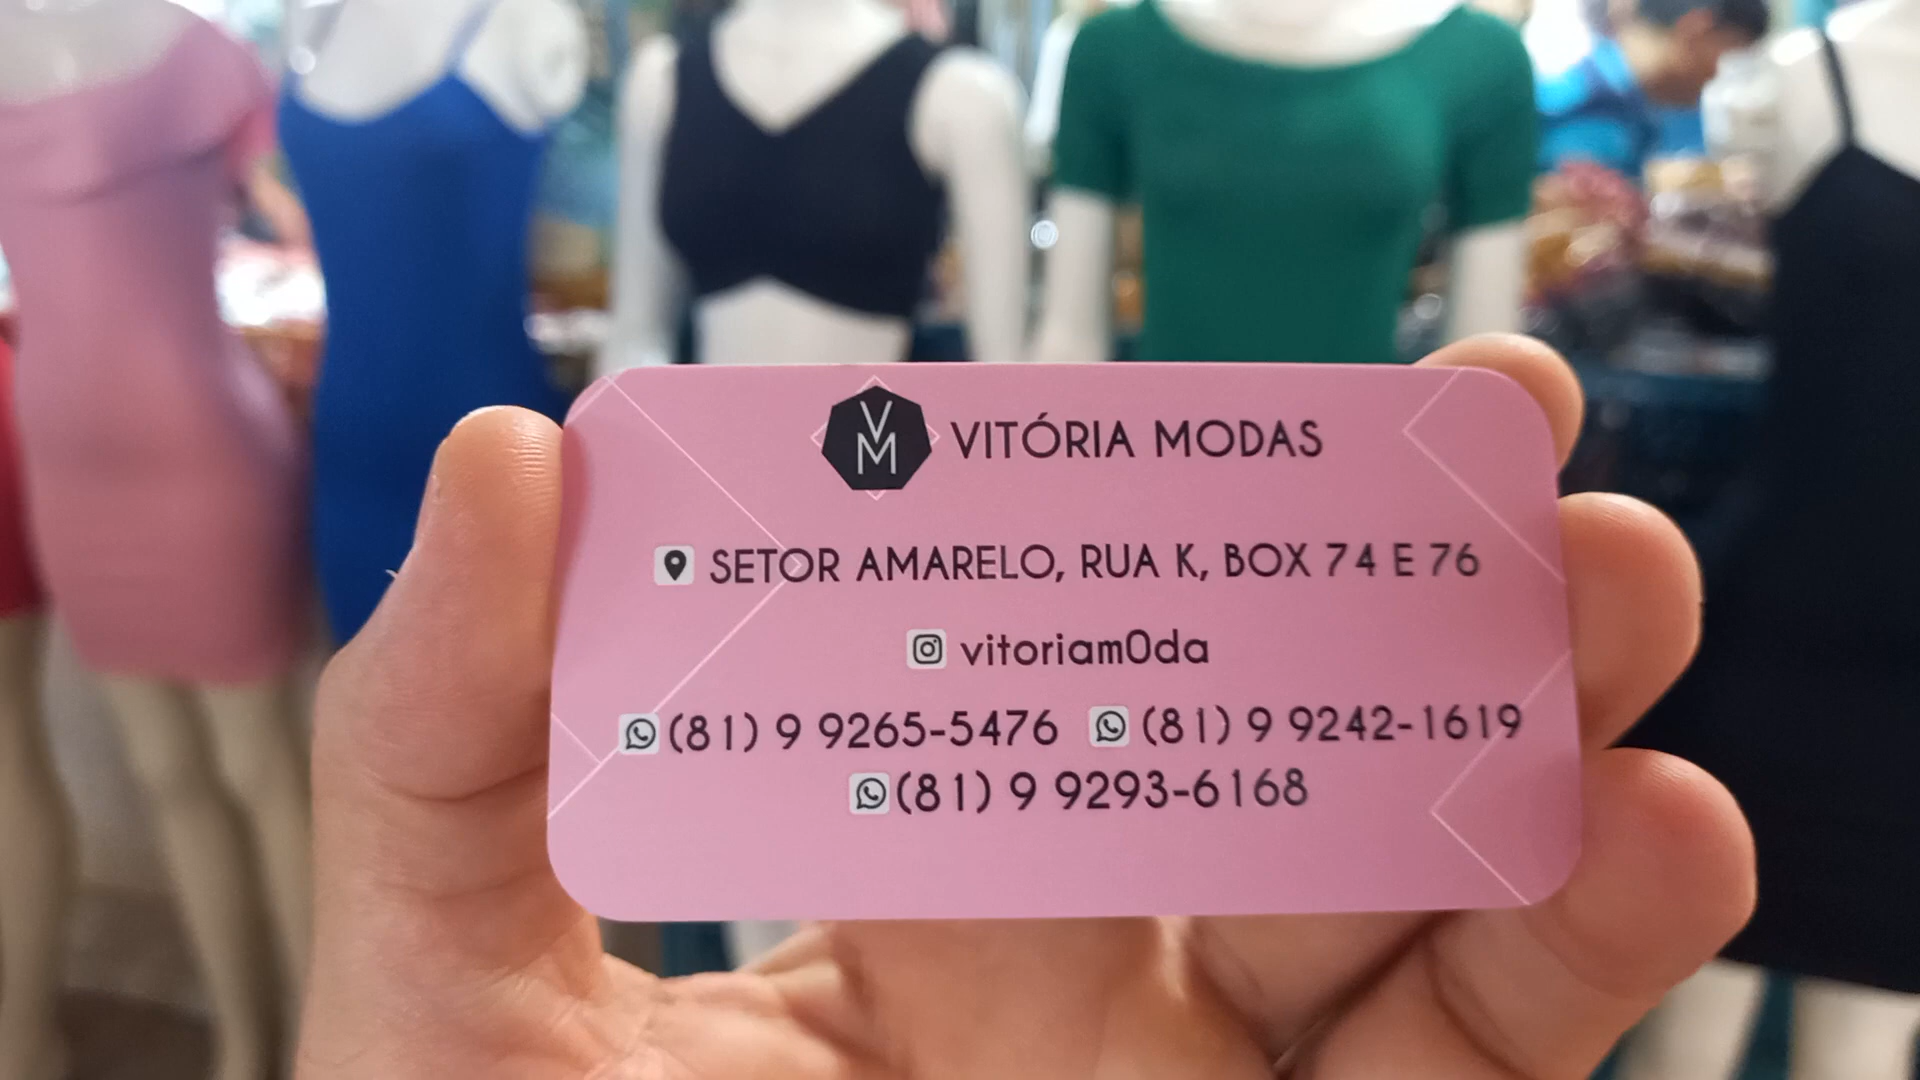 VM
VITÓRIA MODAS
SETOR AMARELO, RUA K, BOX 74 E 76
vitoriam0da
(81) 9 9265-5476 (81) 9 9242-1619
(81) 9 9293-6168